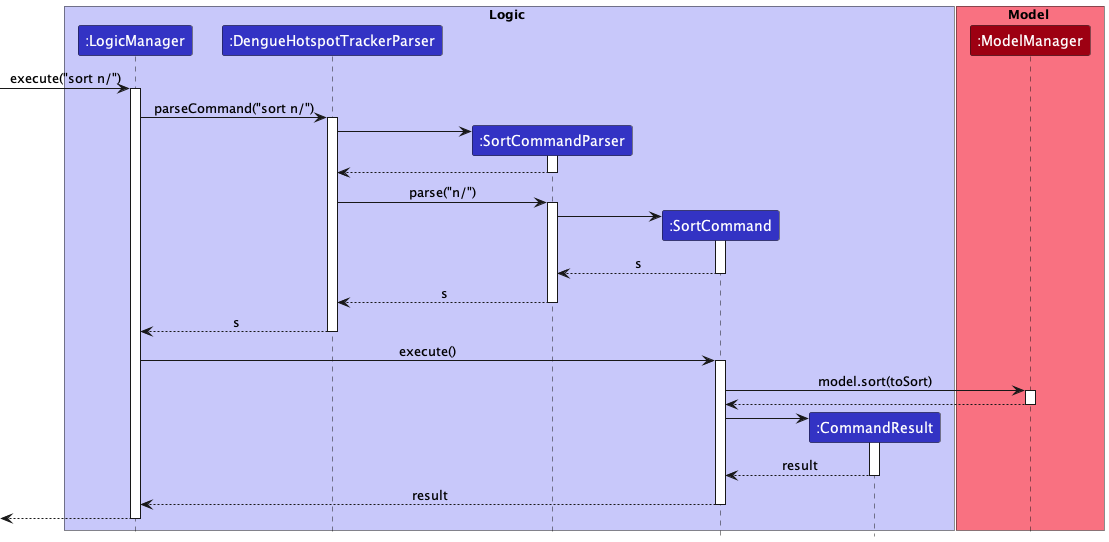 Logic
Model
:LogicManager
:DengueHotspotTrackerParser
:ModelManager
execute("sort n/")
parseCommand("sort n/")
:SortCommandParser
parse("n/")
:SortCommand
s
s
s
execute()
model.sort(toSort)
:CommandResult
result
result